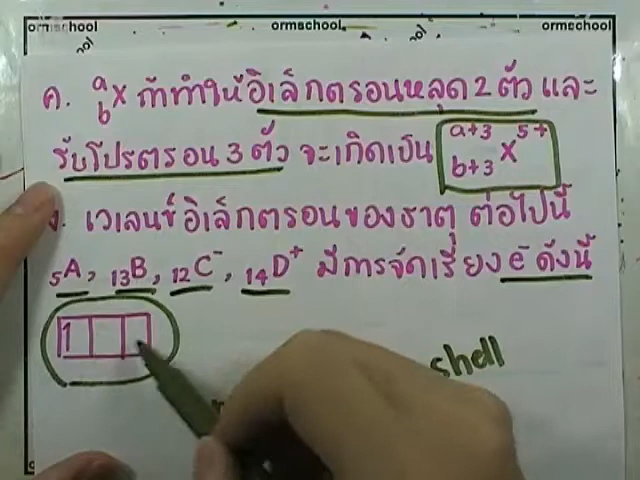 ormschool ormschool ormschool
ค. ᵃ_bX ถ้าทำให้อิเล็กตรอนหลุด 2 ตัว และ
รับโปรตรอน 3 ตัว จะเกิดเป็น ᵃ⁺³_b+3 X⁵⁺
เวเลนซ์อิเล็กตรอนของธาตุ ต่อไปนี้
₅A, ₁₃B, ₁₂C⁻, ₁₄D⁺ มีการจัดเรียง e⁻ ดังนี้
1
shell